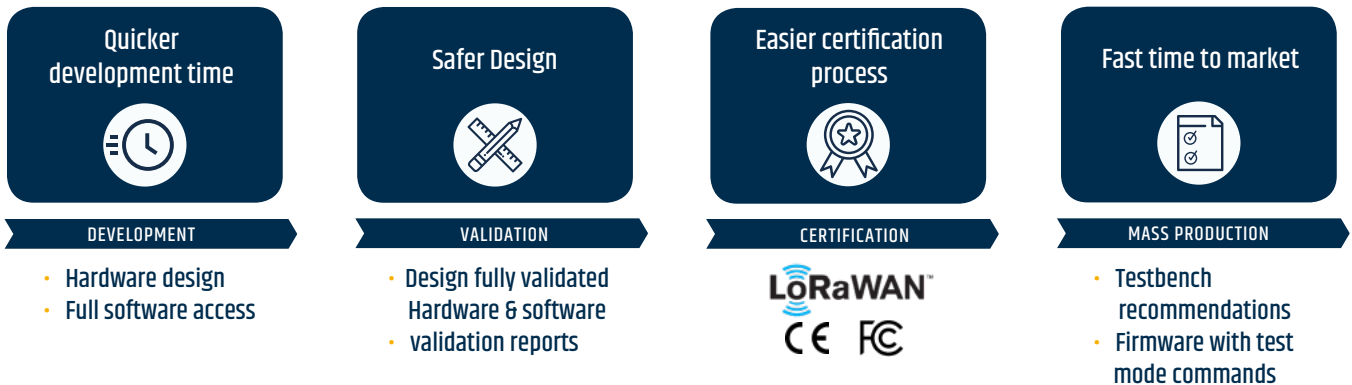 Quicker
development time
DEVELOPMENT
• Hardware design
• Full software access
Safer Design
VALIDATION
• Design fully validated
Hardware & software
• validation reports
Easier certification
process
CERTIFICATION
LoRaWAN™
CE FC
Fast time to market
MASS PRODUCTION
• Testbench
recommendations
• Firmware with test
mode commands